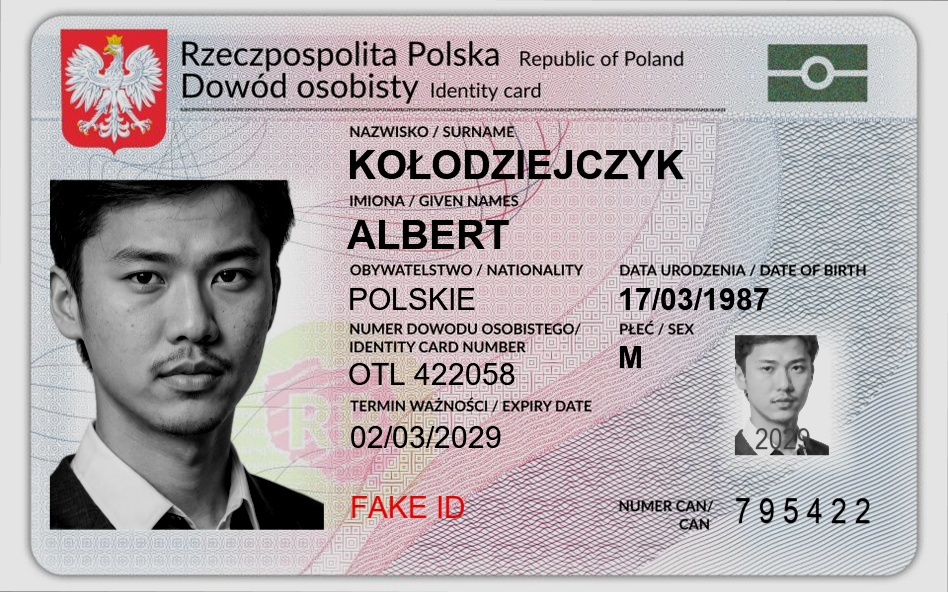 Rzeczpospolita Polska Republic of Poland
Dowód osobisty Identity card
NAZWISKO / SURNAME
KOŁODZIEJCZYK
IMIONA / GIVEN NAMES
ALBERT
OBYWATELSTWO / NATIONALITY
POLSKIE
DATA URODZENIA / DATE OF BIRTH
17/03/1987
NUMER DOWODU OSOBISTEGO/
IDENTITY CARD NUMBER
OTL 422058
PŁEĆ / SEX
M
TERMIN WAŻNOŚCI / EXPIRY DATE
02/03/2029
2029
FAKE ID
NUMER CAN/
CAN
795422